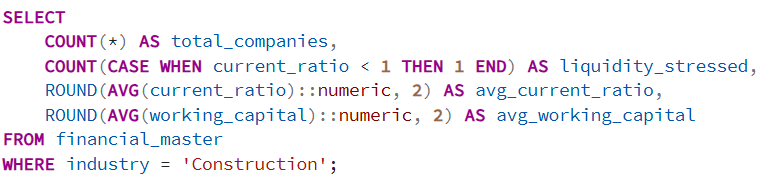 SELECT
    COUNT(*) AS total_companies,
    COUNT(CASE WHEN current_ratio < 1 THEN 1 END) AS liquidity_stressed,
    ROUND(AVG(current_ratio)::numeric, 2) AS avg_current_ratio,
    ROUND(AVG(working_capital)::numeric, 2) AS avg_working_capital
FROM financial_master
WHERE industry = 'Construction';